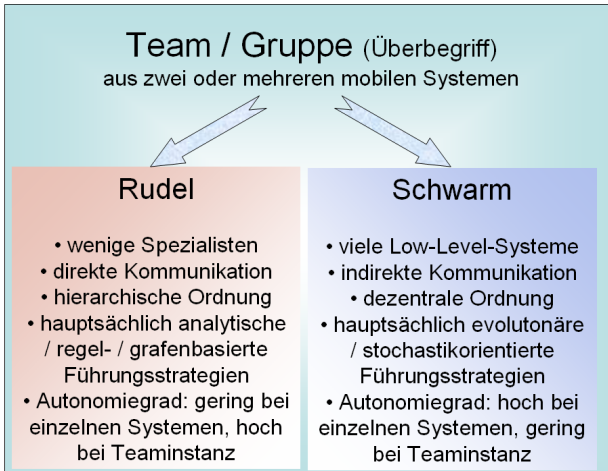 Team / Gruppe (Überbegriff)
aus zwei oder mehreren mobilen Systemen
Rudel
• wenige Spezialisten
• direkte Kommunikation
• hierarchische Ordnung
• hauptsächlich analytische
/ regel- / grafenbasierte
Führungsstrategien
• Autonomiegrad: gering bei
einzelnen Systemen, hoch
bei Teaminstanz
Schwarm
• viele Low-Level-Systeme
• indirekte Kommunikation
• dezentrale Ordnung
• hauptsächlich evolutonäre
/ stochastikorientierte
Führungsstrategien
• Autonomiegrad: hoch bei
einzelnen Systemen, gering
bei Teaminstanz